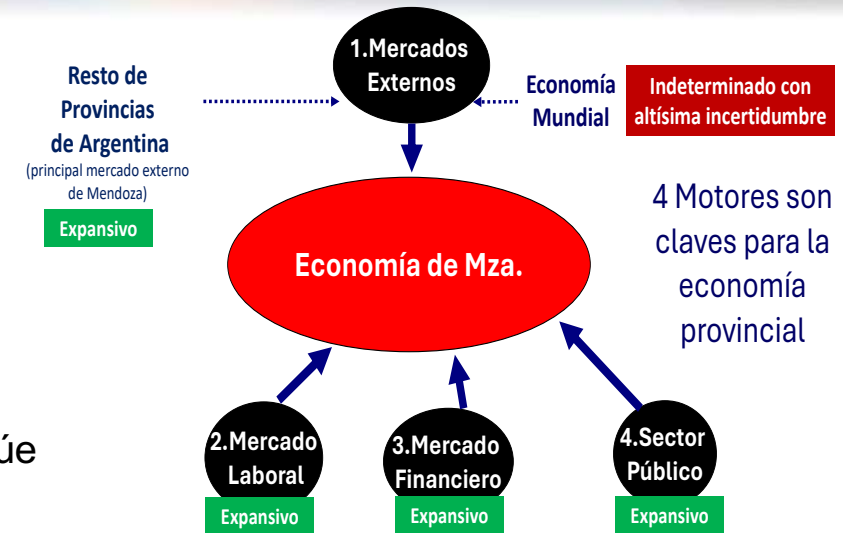 1.Mercados
Externos
Resto de
Provincias
de Argentina
(principal mercado externo
de Mendoza)
Expansivo
Economía
Mundial
Indeterminado con
altísima incertidumbre
4 Motores son
claves para la
economía
provincial
Economía de Mza.
úe
2.Mercado
Laboral
Expansivo
3.Mercado
Financiero
Expansivo
4.Sector
Público
Expansivo